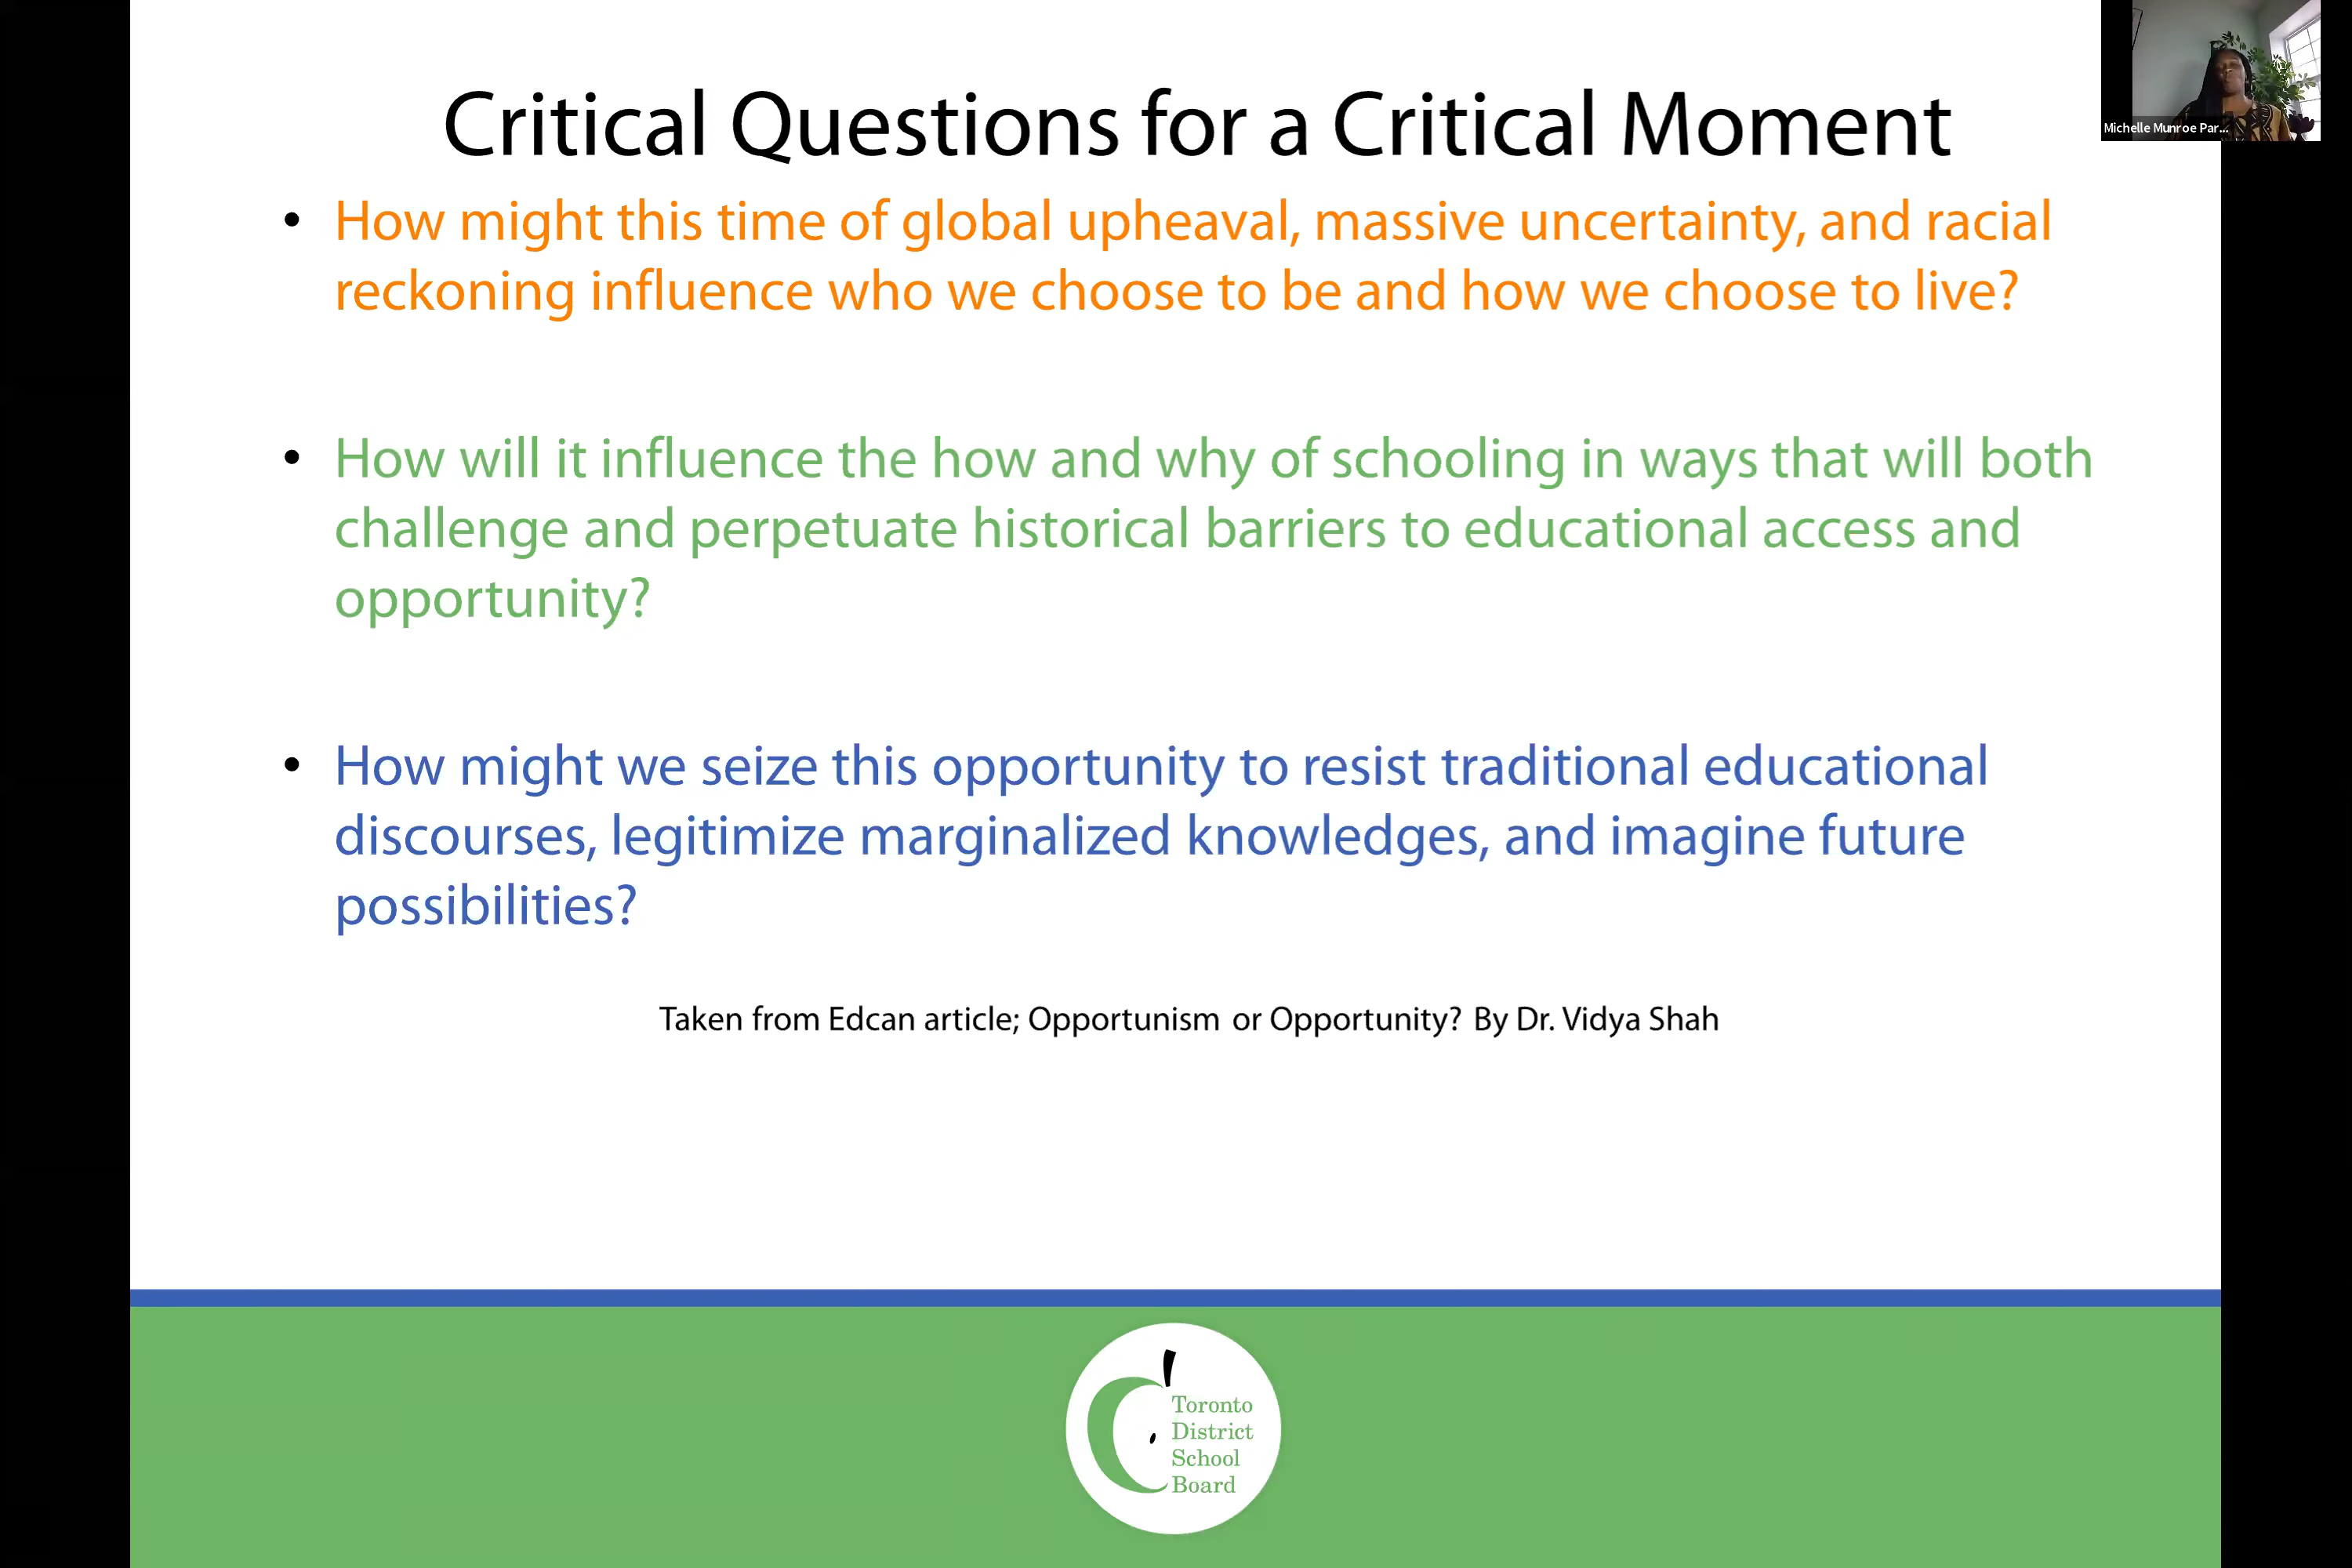 Critical Questions for a Critical Moment
Michelle Munroe Par...
• How might this time of global upheaval, massive uncertainty, and racial
reckoning influence who we choose to be and how we choose to live?
• How will it influence the how and why of schooling in ways that will both
challenge and perpetuate historical barriers to educational access and
opportunity?
• How might we seize this opportunity to resist traditional educational
discourses, legitimize marginalized knowledges, and imagine future
possibilities?
Taken from Edcan article; Opportunism or Opportunity? By Dr. Vidya Shah
Toronto
District
School
Board